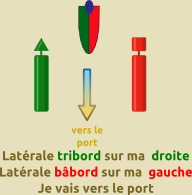 vers le
port
Latérale tribord sur ma droite
Latérale bâbord sur ma gauche
Je vais vers le port